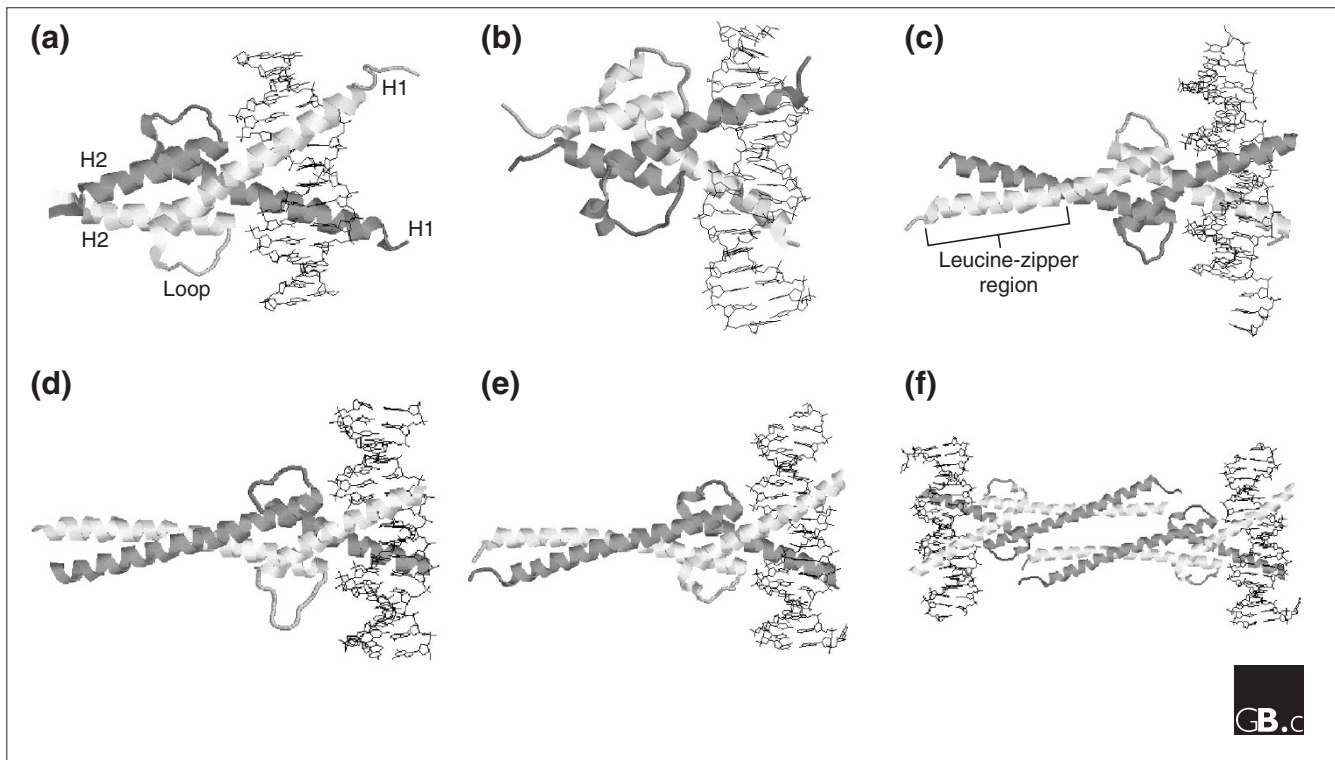 (a)
(b)
(c)
H1
H2
H2
H1
Loop
Leucine-zipper
region
(d)
(e)
(f)
GB.c